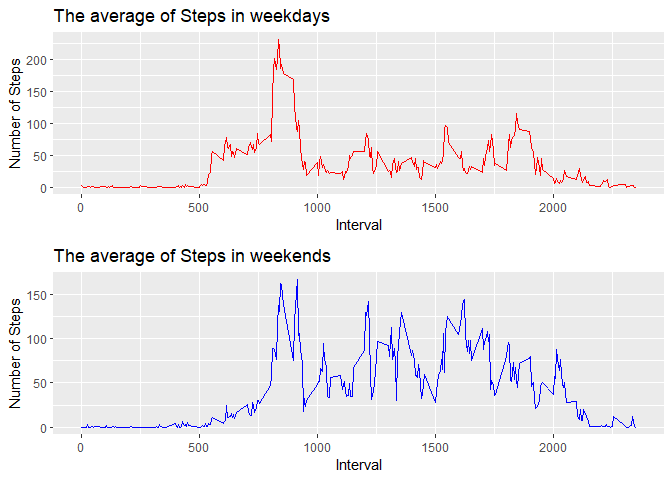 The average of Steps in weekdays
Number of Steps
200
150
100
50
0
0 500 1000 1500 2000
Interval
The average of Steps in weekends
Number of Steps
150
100
50
0
0 500 1000 1500 2000
Interval